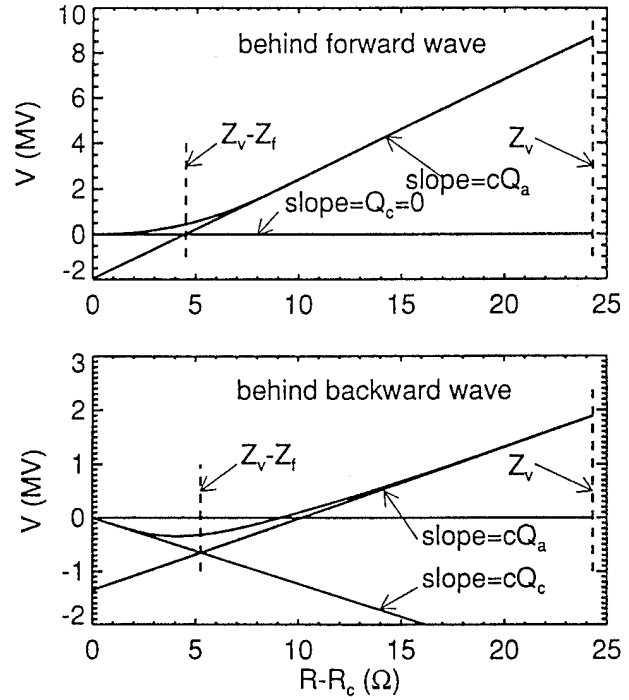 behind forward wave
V (MV)
10
8
6
4
2
0
-2
Z_v-Z_f
Z_v
slope=cQ_a
slope=Q_c=0
0 5 10 15 20 25
behind backward wave
V (MV)
3
2
1
0
-1
-2
Z_v-Z_f
Z_v
slope=cQ_a
slope=cQ_c
0 5 10 15 20 25
R-R_c (Ω)